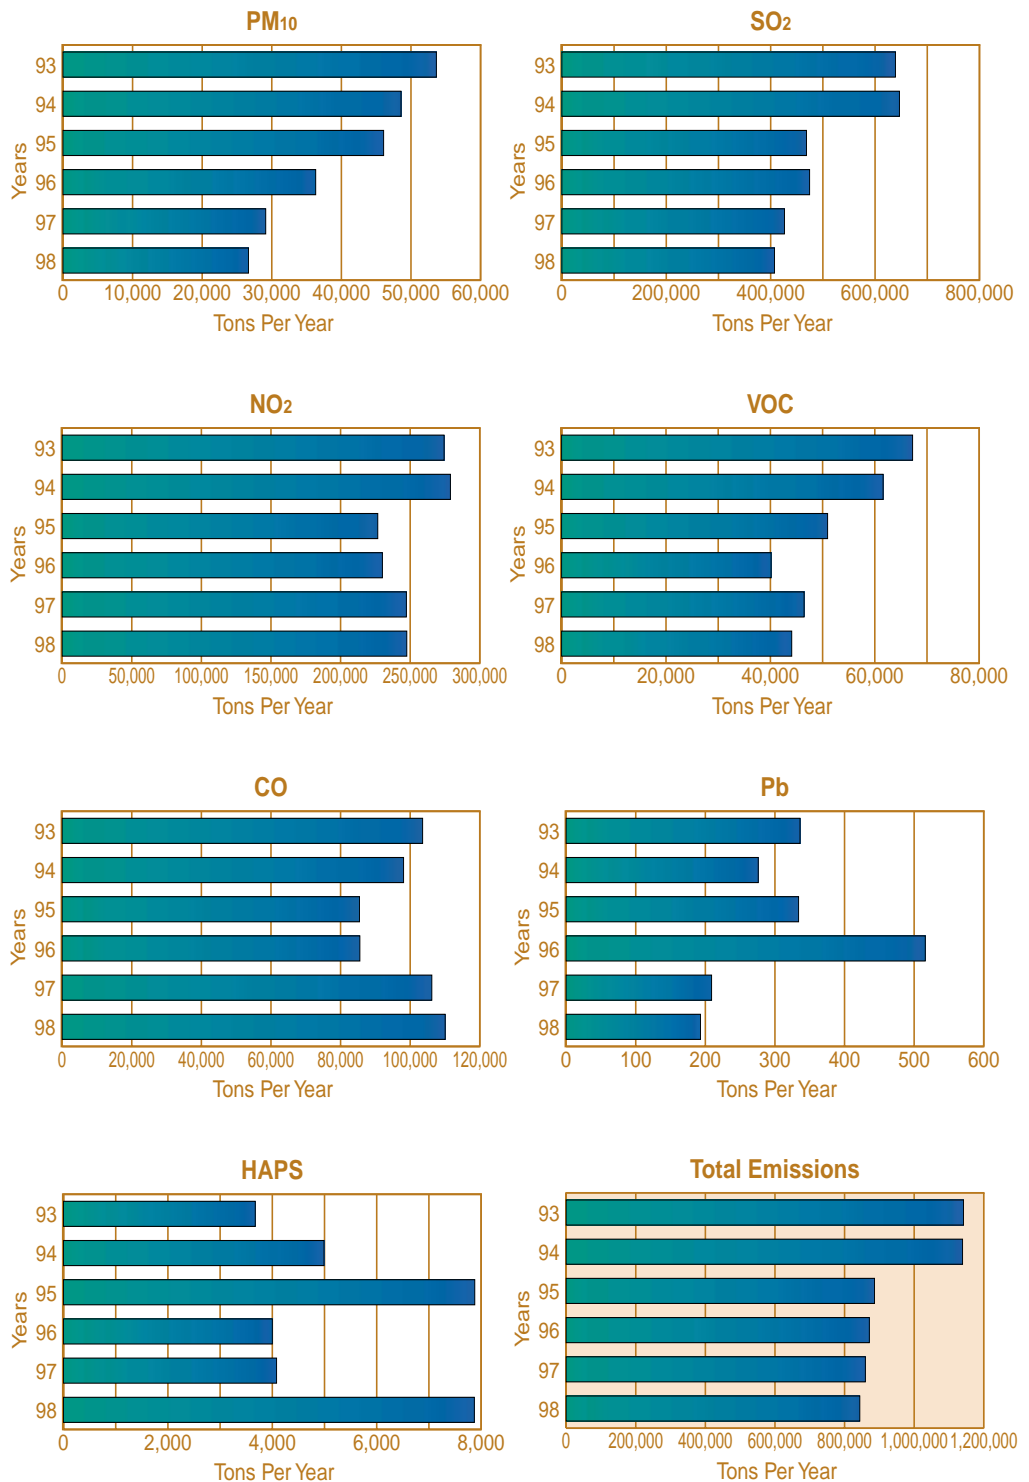 PM10
Years
93
94
95
96
97
98
0 10,000 20,000 30,000 40,000 50,000 60,000
Tons Per Year
SO2
Years
93
94
95
96
97
98
0 200,000 400,000 600,000 800,000
Tons Per Year
NO2
Years
93
94
95
96
97
98
0 50,000 100,000 150,000 200,000 250,000 300,000
Tons Per Year
VOC
Years
93
94
95
96
97
98
0 20,000 40,000 60,000 80,000
Tons Per Year
CO
Years
93
94
95
96
97
98
0 20,000 40,000 60,000 80,000 100,000 120,000
Tons Per Year
Pb
Years
93
94
95
96
97
98
0 100 200 300 400 500 600
Tons Per Year
HAPS
Years
93
94
95
96
97
98
0 2,000 4,000 6,000 8,000
Tons Per Year
Total Emissions
Years
93
94
95
96
97
98
0 200,000 400,000 600,000 800,000 1,000,000 1,200,000
Tons Per Year